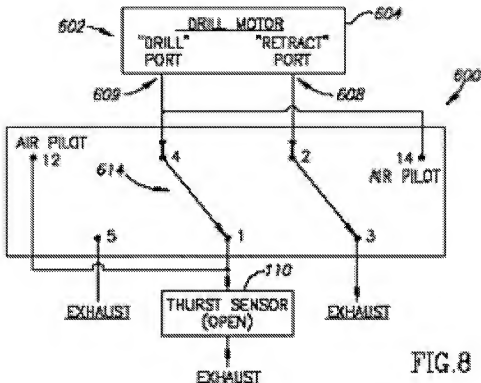 DRILL MOTOR
604
602
"DRILL" PORT
"RETRACT" PORT
609
608
600
AIR PILOT
12
4
2
14
AIR PILOT
614
5
1
3
110
EXHAUST
THURST SENSOR
(OPEN)
EXHAUST
EXHAUST
FIG.8